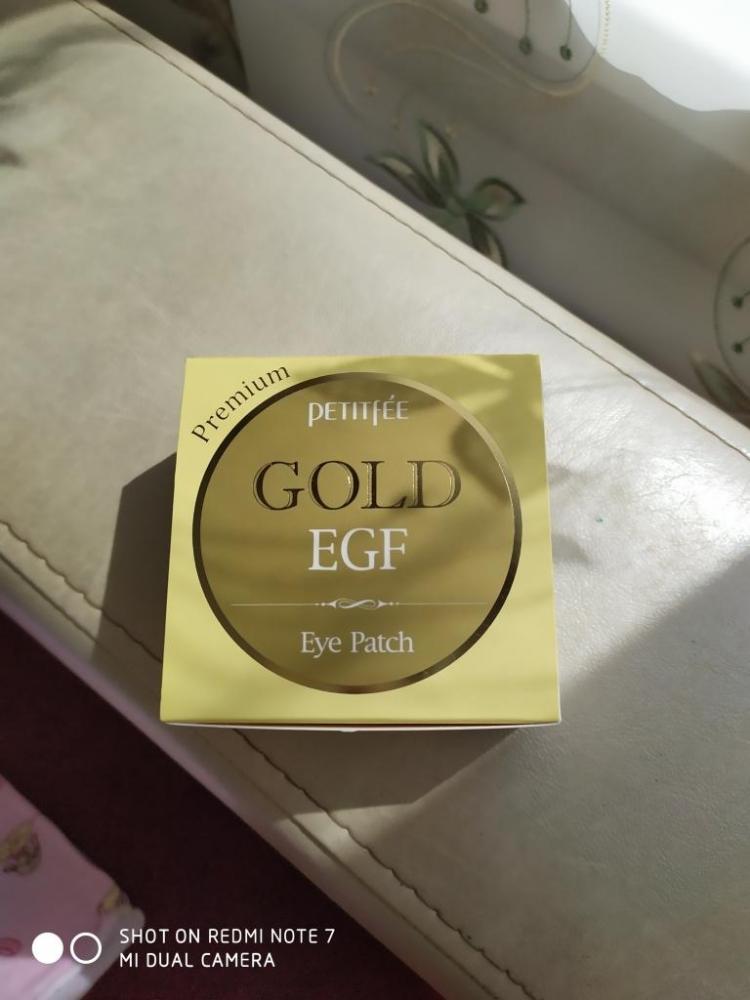 Premium
PETITFÉE
GOLD
EGF
Eye Patch
SHOT ON REDMI NOTE 7
MI DUAL CAMERA